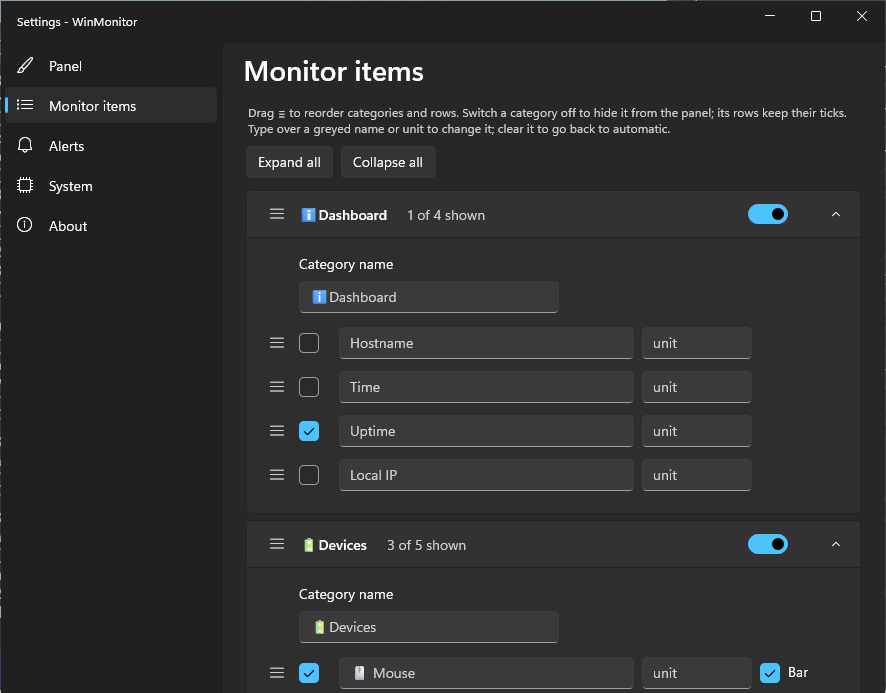 Settings - WinMonitor
Panel
Monitor items
Alerts
System
About
Monitor items
Drag ≡ to reorder categories and rows. Switch a category off to hide it from the panel; its rows keep their ticks.
Type over a greyed name or unit to change it; clear it to go back to automatic.
Expand all
Collapse all
ℹ️ Dashboard 1 of 4 shown
Category name
ℹ️ Dashboard
Hostname unit
Time unit
Uptime unit
Local IP unit
🔋 Devices 3 of 5 shown
Category name
🔋 Devices
🖱️ Mouse unit Bar